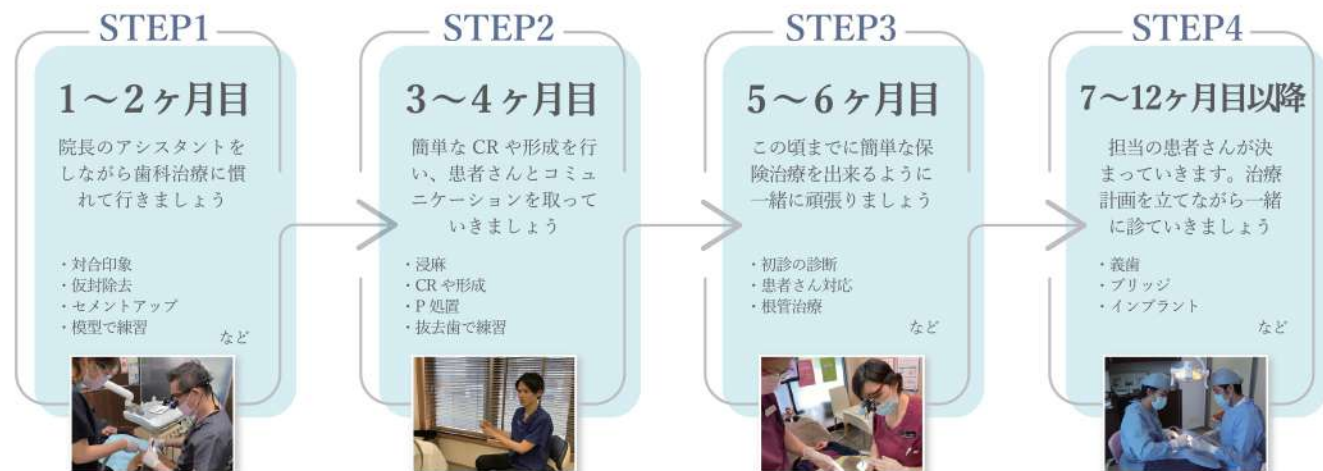 STEP1
1〜2ヶ月目
院長のアシスタントを
しながら歯科治療に慣
れて行きましょう
・対合印象
・仮封除去
・セメントアップ
・模型で練習
など
STEP2
3〜4ヶ月目
簡単な CR や形成を行
い、患者さんとコミュ
ニケーションを取って
いきましょう
・浸麻
・CR や形成
・P 処置
・抜去歯で練習
STEP3
5〜6ヶ月目
この頃までに簡単な保
険治療を出来るように
一緒に頑張りましょう
・初診の診断
・患者さん対応
・根管治療
など
STEP4
7〜12ヶ月目以降
担当の患者さんが決
まっていきます。治療
計画を立てながら一緒
に診ていきましょう
・義歯
・ブリッジ
・インプラント
など